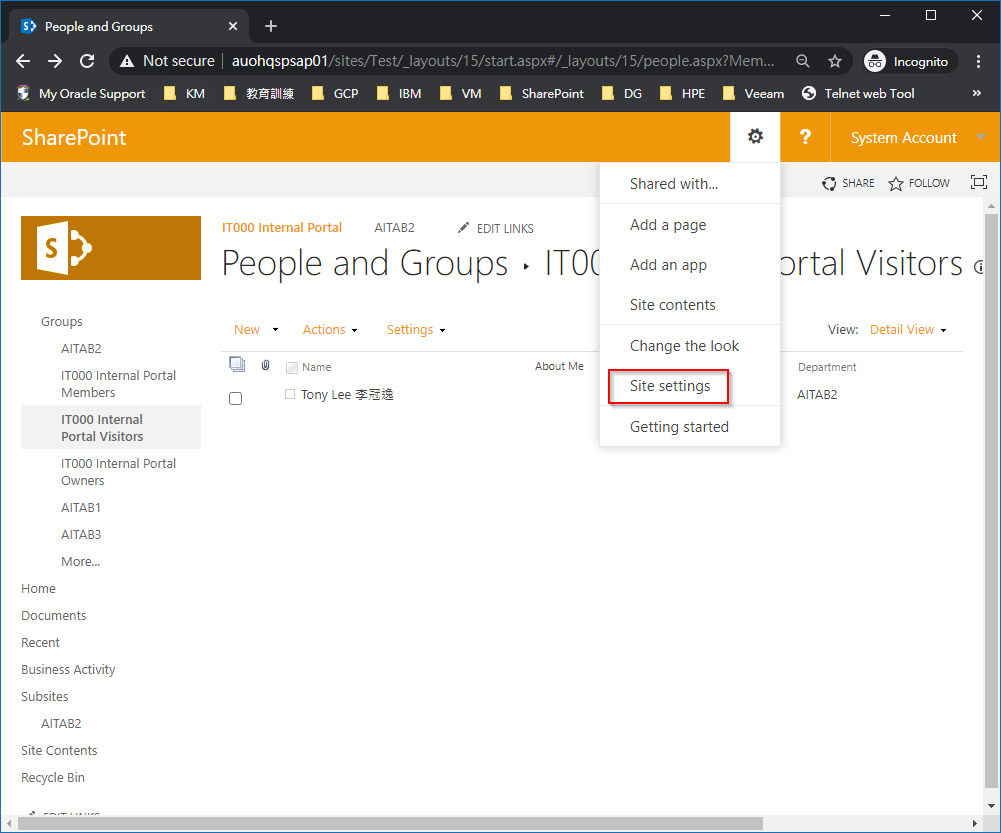 People and Groups
Not secure | auohqspsap01/sites/Test/_layouts/15/start.aspx#/_layouts/15/people.aspx?Mem...
Incognito
My Oracle Support KM 教育訓練 GCP IBM VM SharePoint DG HPE Veeam Telnet web Tool »
SharePoint
? System Account
SHARE FOLLOW
Shared with...
Add a page
Add an app
Site contents
Change the look
Site settings
Getting started
S
IT000 Internal Portal AITAB2 EDIT LINKS
People and Groups ▸ IT00 ortal Visitors
New Actions Settings View: Detail View
Name About Me Department
Tony Lee 李冠逸 AITAB2
Groups
AITAB2
IT000 Internal Portal
Members
IT000 Internal
Portal Visitors
IT000 Internal Portal
Owners
AITAB1
AITAB3
More...
Home
Documents
Recent
Business Activity
Subsites
AITAB2
Site Contents
Recycle Bin
EDIT LINKS